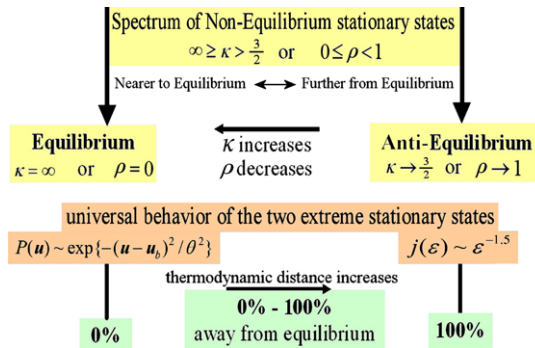 Spectrum of Non-Equilibrium stationary states
∞ ≥ κ > 3/2 or 0 ≤ ρ < 1
Nearer to Equilibrium ⟷ Further from Equilibrium
Equilibrium
κ = ∞ or ρ = 0
κ increases
ρ decreases
Anti-Equilibrium
κ → 3/2 or ρ → 1
universal behavior of the two extreme stationary states
P(u) ~ exp{-(u - u_b)² / θ²}
j(ε) ~ ε^-1.5
thermodynamic distance increases
0%
0% - 100%
away from equilibrium
100%